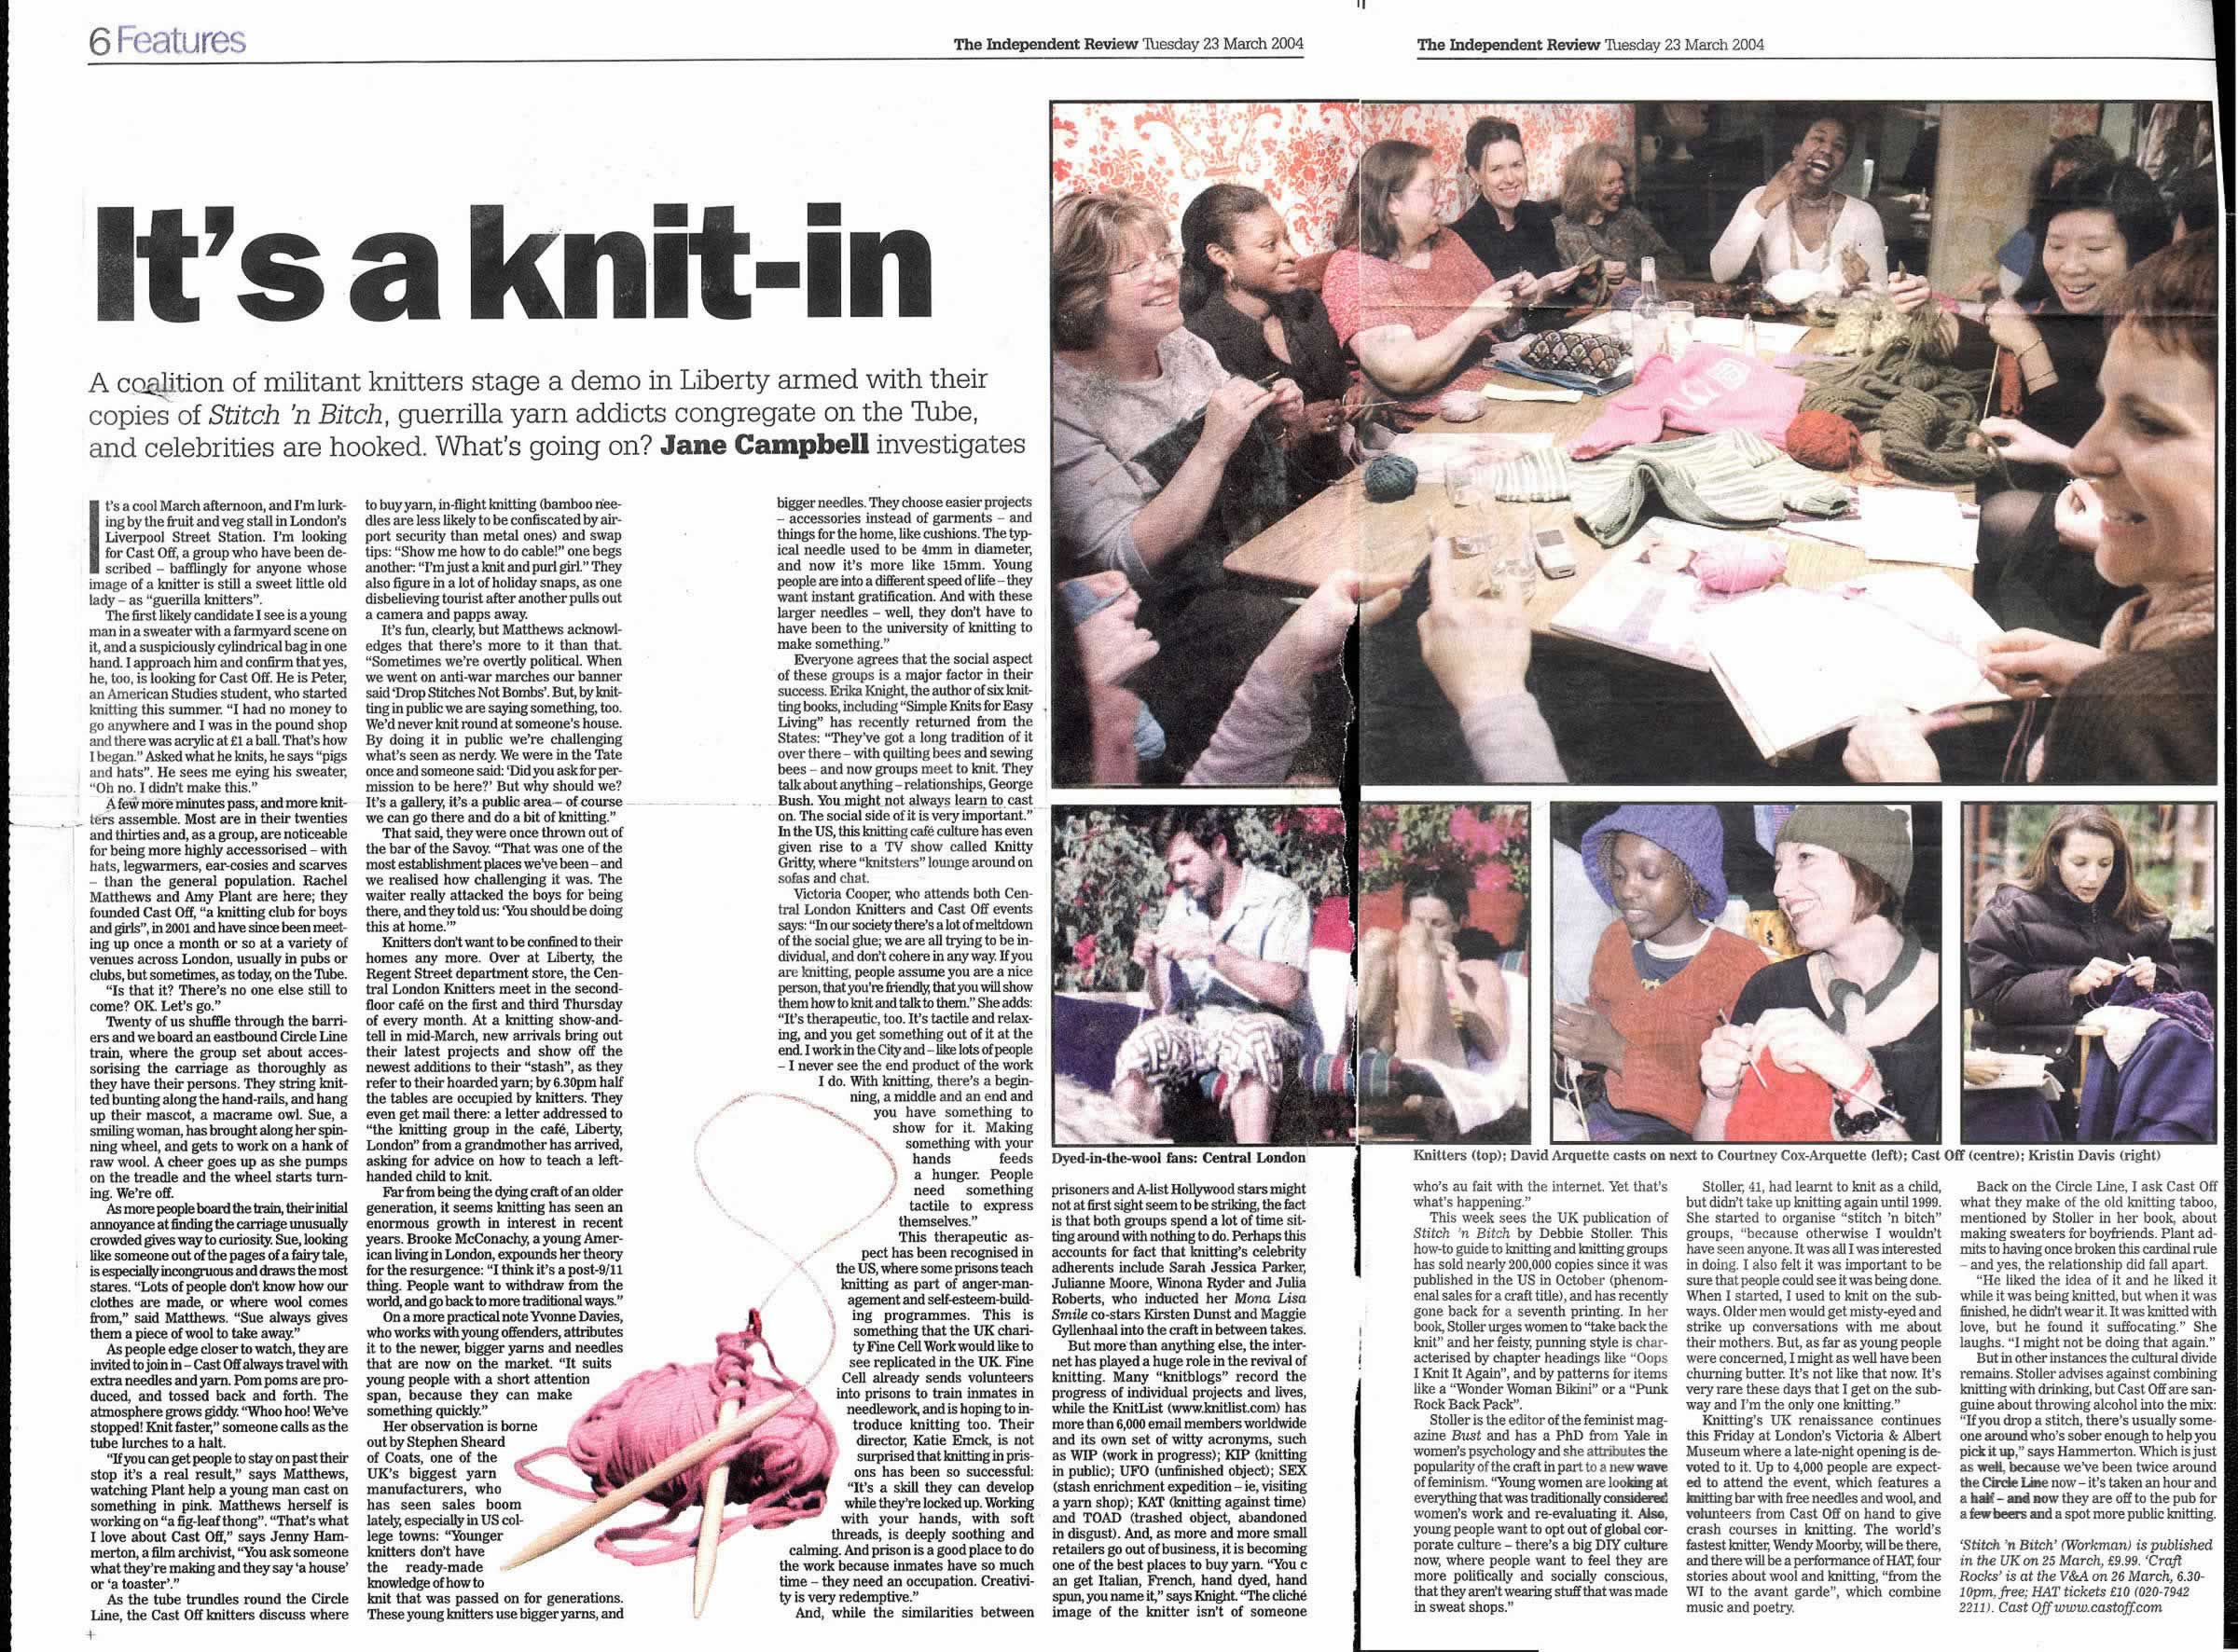 6 Features
The Independent Review Tuesday 23 March 2004
The Independent Review Tuesday 23 March 2004
It's a knit-in
A coalition of militant knitters stage a demo in Liberty armed with their
copies of Stitch 'n Bitch, guerrilla yarn addicts congregate on the Tube,
and celebrities are hooked. What's going on? Jane Campbell investigates
It's a cool March afternoon, and I'm lurk-
ing by the fruit and veg stall in London's
Liverpool Street Station. I'm looking
for Cast Off, a group who have been de-
scribed – bafflingly for anyone whose
image of a knitter is still a sweet little old
lady – as "guerilla knitters".
The first likely candidate I see is a young
man in a sweater with a farmyard scene on
it, and a suspiciously cylindrical bag in one
hand. I approach him and confirm that yes,
he, too, is looking for Cast Off. He is Peter,
an American Studies student, who started
knitting this summer. "I had no money to
go anywhere and I was in the pound shop
and there was acrylic at £1 a ball. That's how
I began." Asked what he knits, he says "pigs
and hats". He sees me eying his sweater,
"Oh no. I didn't make this."
A few more minutes pass, and more knit-
ters assemble. Most are in their twenties
and thirties and, as a group, are noticeable
for being more highly accessorised – with
hats, legwarmers, ear-cosies and scarves
– than the general population. Rachel
Matthews and Amy Plant are here; they
founded Cast Off, "a knitting club for boys
and girls", in 2001 and have since been meet-
ing up once a month or so at a variety of
venues across London, usually in pubs or
clubs, but sometimes, as today, on the Tube.
"Is that it? There's no one else still to
come? OK. Let's go."
Twenty of us shuffle through the barri-
ers and we board an eastbound Circle Line
train, where the group set about acces-
sorising the carriage as thoroughly as
they have their persons. They string knit-
ted bunting along the hand-rails, and hang
up their mascot, a macrame owl. Sue, a
smiling woman, has brought along her spin-
ning wheel, and gets to work on a hank of
raw wool. A cheer goes up as she pumps
on the treadle and the wheel starts turn-
ing. We're off.
As more people board the train, their initial
annoyance at finding the carriage unusually
crowded gives way to curiosity. Sue, looking
like someone out of the pages of a fairy tale,
is especially incongruous and draws the most
stares. "Lots of people don't know how our
clothes are made, or where wool comes
from," said Matthews. "Sue always gives
them a piece of wool to take away."
As people edge closer to watch, they are
invited to join in – Cast Off always travel with
extra needles and yarn. Pom poms are pro-
duced, and tossed back and forth. The
atmosphere grows giddy. "Whoo hoo! We've
stopped! Knit faster," someone calls as the
tube lurches to a halt.
"If you can get people to stay on past their
stop it's a real result," says Matthews,
watching Plant help a young man cast on
something in pink. Matthews herself is
working on "a fig-leaf thong". "That's what
I love about Cast Off," says Jenny Ham-
merton, a film archivist, "You ask someone
what they're making and they say 'a house'
or 'a toaster'."
As the tube trundles round the Circle
Line, the Cast Off knitters discuss where
to buy yarn, in-flight knitting (bamboo nee-
dles are less likely to be confiscated by air-
port security than metal ones) and swap
tips: "Show me how to do cable!" one begs
another: "I'm just a knit and purl girl." They
also figure in a lot of holiday snaps, as one
disbelieving tourist after another pulls out
a camera and papps away.
It's fun, clearly, but Matthews acknowl-
edges that there's more to it than that.
"Sometimes we're overtly political. When
we went on anti-war marches our banner
said 'Drop Stitches Not Bombs'. But, by knit-
ting in public we are saying something, too.
We'd never knit round at someone's house.
By doing it in public we're challenging
what's seen as nerdy. We were in the Tate
once and someone said: 'Did you ask for per-
mission to be here?' But why should we?
It's a gallery, it's a public area – of course
we can go there and do a bit of knitting."
That said, they were once thrown out of
the bar of the Savoy. "That was one of the
most establishment places we've been – and
we realised how challenging it was. The
waiter really attacked the boys for being
there, and they told us: 'You should be doing
this at home.'"
Knitters don't want to be confined to their
homes any more. Over at Liberty, the
Regent Street department store, the Cen-
tral London Knitters meet in the second-
floor café on the first and third Thursday
of every month. At a knitting show-and-
tell in mid-March, new arrivals bring out
their latest projects and show off the
newest additions to their "stash", as they
refer to their hoarded yarn; by 6.30pm half
the tables are occupied by knitters. They
even get mail there: a letter addressed to
"the knitting group in the café, Liberty,
London" from a grandmother has arrived,
asking for advice on how to teach a left-
handed child to knit.
Far from being the dying craft of an older
generation, it seems knitting has seen an
enormous growth in interest in recent
years. Brooke McConachy, a young Amer-
ican living in London, expounds her theory
for the resurgence: "I think it's a post-9/11
thing. People want to withdraw from the
world, and go back to more traditional ways."
On a more practical note Yvonne Davies,
who works with young offenders, attributes
it to the newer, bigger yarns and needles
that are now on the market. "It suits
young people with a short attention
span, because they can make
something quickly."
Her observation is borne
out by Stephen Sheard
of Coats, one of the
UK's biggest yarn
manufacturers, who
has seen sales boom
lately, especially in US col-
lege towns: "Younger
knitters don't have
the ready-made
knowledge of how to
knit that was passed on for generations.
These young knitters use bigger yarns, and
bigger needles. They choose easier projects
– accessories instead of garments – and
things for the home, like cushions. The typ-
ical needle used to be 4mm in diameter,
and now it's more like 15mm. Young
people are into a different speed of life – they
want instant gratification. And with these
larger needles – well, they don't have to
have been to the university of knitting to
make something."
Everyone agrees that the social aspect
of these groups is a major factor in their
success. Erika Knight, the author of six knit-
ting books, including "Simple Knits for Easy
Living" has recently returned from the
States: "They've got a long tradition of it
over there – with quilting bees and sewing
bees – and now groups meet to knit. They
talk about anything – relationships, George
Bush. You might not always learn to cast
on. The social side of it is very important."
In the US, this knitting café culture has even
given rise to a TV show called Knitty
Gritty, where "knitsters" lounge around on
sofas and chat.
Victoria Cooper, who attends both Cen-
tral London Knitters and Cast Off events
says: "In our society there's a lot of meltdown
of the social glue; we are all trying to be in-
dividual, and don't cohere in any way. If you
are knitting, people assume you are a nice
person, that you're friendly, that you will show
them how to knit and talk to them." She adds:
"It's therapeutic, too. It's tactile and relax-
ing, and you get something out of it at the
end. I work in the City and – like lots of people
– I never see the end product of the work
I do. With knitting, there's a begin-
ning, a middle and an end and
you have something to
show for it. Making
something with your
hands feeds
a hunger. People
need something
tactile to express
themselves."
This therapeutic as-
pect has been recognised in
the US, where some prisons teach
knitting as part of anger-man-
agement and self-esteem-build-
ing programmes. This is
something that the UK chari-
ty Fine Cell Work would like to
see replicated in the UK. Fine
Cell already sends volunteers
into prisons to train inmates in
needlework, and is hoping to in-
troduce knitting too. Their
director, Katie Emck, is not
surprised that knitting in pris-
ons has been so successful:
"It's a skill they can develop
while they're locked up. Working
with your hands, with soft
threads, is deeply soothing and
calming. And prison is a good place to do
the work because inmates have so much
time – they need an occupation. Creativi-
ty is very redemptive."
And, while the similarities between
Dyed-in-the-wool fans: Central London
Knitters (top); David Arquette casts on next to Courtney Cox-Arquette (left); Cast Off (centre); Kristin Davis (right)
prisoners and A-list Hollywood stars might
not at first sight seem to be striking, the fact
is that both groups spend a lot of time sit-
ting around with nothing to do. Perhaps this
accounts for fact that knitting's celebrity
adherents include Sarah Jessica Parker,
Julianne Moore, Winona Ryder and Julia
Roberts, who inducted her Mona Lisa
Smile co-stars Kirsten Dunst and Maggie
Gyllenhaal into the craft in between takes.
But more than anything else, the inter-
net has played a huge role in the revival of
knitting. Many "knitblogs" record the
progress of individual projects and lives,
while the KnitList (www.knitlist.com) has
more than 6,000 email members worldwide
and its own set of witty acronyms, such
as WIP (work in progress); KIP (knitting
in public); UFO (unfinished object); SEX
(stash enrichment expedition – ie, visiting
a yarn shop); KAT (knitting against time)
and TOAD (trashed object, abandoned
in disgust). And, as more and more small
retailers go out of business, it is becoming
one of the best places to buy yarn. "You c
an get Italian, French, hand dyed, hand
spun, you name it," says Knight. "The cliché
image of the knitter isn't of someone
who's au fait with the internet. Yet that's
what's happening."
This week sees the UK publication of
Stitch 'n Bitch by Debbie Stoller. This
how-to guide to knitting and knitting groups
has sold nearly 200,000 copies since it was
published in the US in October (phenom-
enal sales for a craft title), and has recently
gone back for a seventh printing. In her
book, Stoller urges women to "take back the
knit" and her feisty, punning style is char-
acterised by chapter headings like "Oops
I Knit It Again", and by patterns for items
like a "Wonder Woman Bikini" or a "Punk
Rock Back Pack".
Stoller is the editor of the feminist mag-
azine Bust and has a PhD from Yale in
women's psychology and she attributes the
popularity of the craft in part to a new wave
of feminism. "Young women are looking at
everything that was traditionally considered
women's work and re-evaluating it. Also,
young people want to opt out of global cor-
porate culture – there's a big DIY culture
now, where people want to feel they are
more politically and socially conscious,
that they aren't wearing stuff that was made
in sweat shops."
Stoller, 41, had learnt to knit as a child,
but didn't take up knitting again until 1999.
She started to organise "stitch 'n bitch"
groups, "because otherwise I wouldn't
have seen anyone. It was all I was interested
in doing. I also felt it was important to be
sure that people could see it was being done.
When I started, I used to knit on the sub-
ways. Older men would get misty-eyed and
strike up conversations with me about
their mothers. But, as far as young people
were concerned, I might as well have been
churning butter. It's not like that now. It's
very rare these days that I get on the sub-
way and I'm the only one knitting."
Knitting's UK renaissance continues
this Friday at London's Victoria & Albert
Museum where a late-night opening is de-
voted to it. Up to 4,000 people are expect-
ed to attend the event, which features a
knitting bar with free needles and wool, and
volunteers from Cast Off on hand to give
crash courses in knitting. The world's
fastest knitter, Wendy Moorby, will be there,
and there will be a performance of HAT, four
stories about wool and knitting, "from the
WI to the avant garde", which combine
music and poetry.
Back on the Circle Line, I ask Cast Off
what they make of the old knitting taboo,
mentioned by Stoller in her book, about
making sweaters for boyfriends. Plant ad-
mits to having once broken this cardinal rule
– and yes, the relationship did fall apart.
"He liked the idea of it and he liked it
while it was being knitted, but when it was
finished, he didn't wear it. It was knitted with
love, but he found it suffocating." She
laughs. "I might not be doing that again."
But in other instances the cultural divide
remains. Stoller advises against combining
knitting with drinking, but Cast Off are san-
guine about throwing alcohol into the mix:
"If you drop a stitch, there's usually some-
one around who's sober enough to help you
pick it up," says Hammerton. Which is just
as well, because we've been twice around
the Circle Line now – it's taken an hour and
a half – and now they are off to the pub for
a few beers and a spot more public knitting.
'Stitch 'n Bitch' (Workman) is published
in the UK on 25 March, £9.99. 'Craft
Rocks' is at the V&A on 26 March, 6.30-
10pm, free; HAT tickets £10 (020-7942
2211). Cast Off www.castoff.com